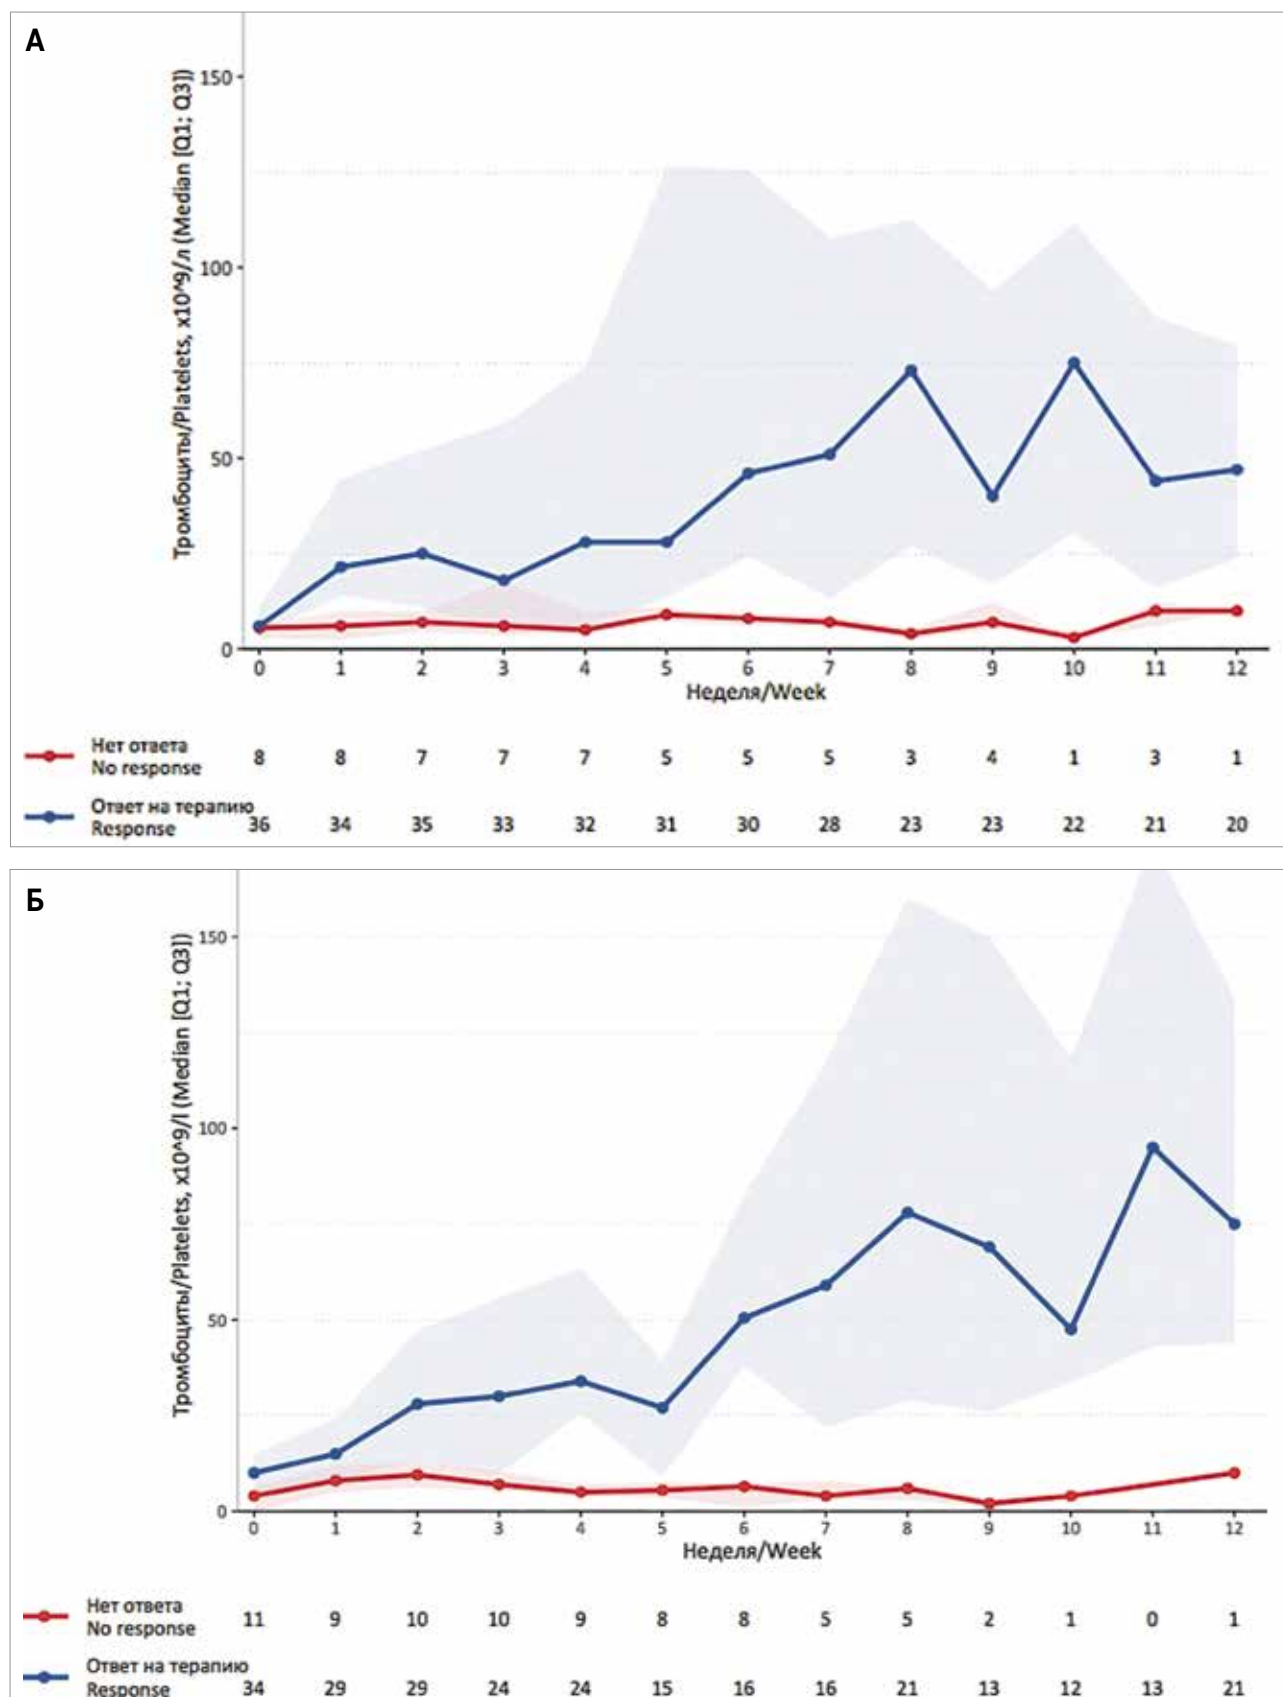 А
Тромбоциты/Platelets, x10^9/л (Median [Q1; Q3])
150
100
50
0
0 1 2 3 4 5 6 7 8 9 10 11 12
Неделя/Week
Нет ответа
No response
8 8 7 7 7 5 5 5 3 4 1 3 1
Ответ на терапию
Response
36 34 35 33 32 31 30 28 23 23 22 21 20
Б
Тромбоциты/Platelets, x10^9/l (Median [Q1; Q3])
150
100
50
0
0 1 2 3 4 5 6 7 8 9 10 11 12
Неделя/Week
Нет ответа
No response
11 9 10 10 9 8 8 5 5 2 1 0 1
Ответ на терапию
Response
34 29 29 24 24 15 16 16 21 13 12 13 21